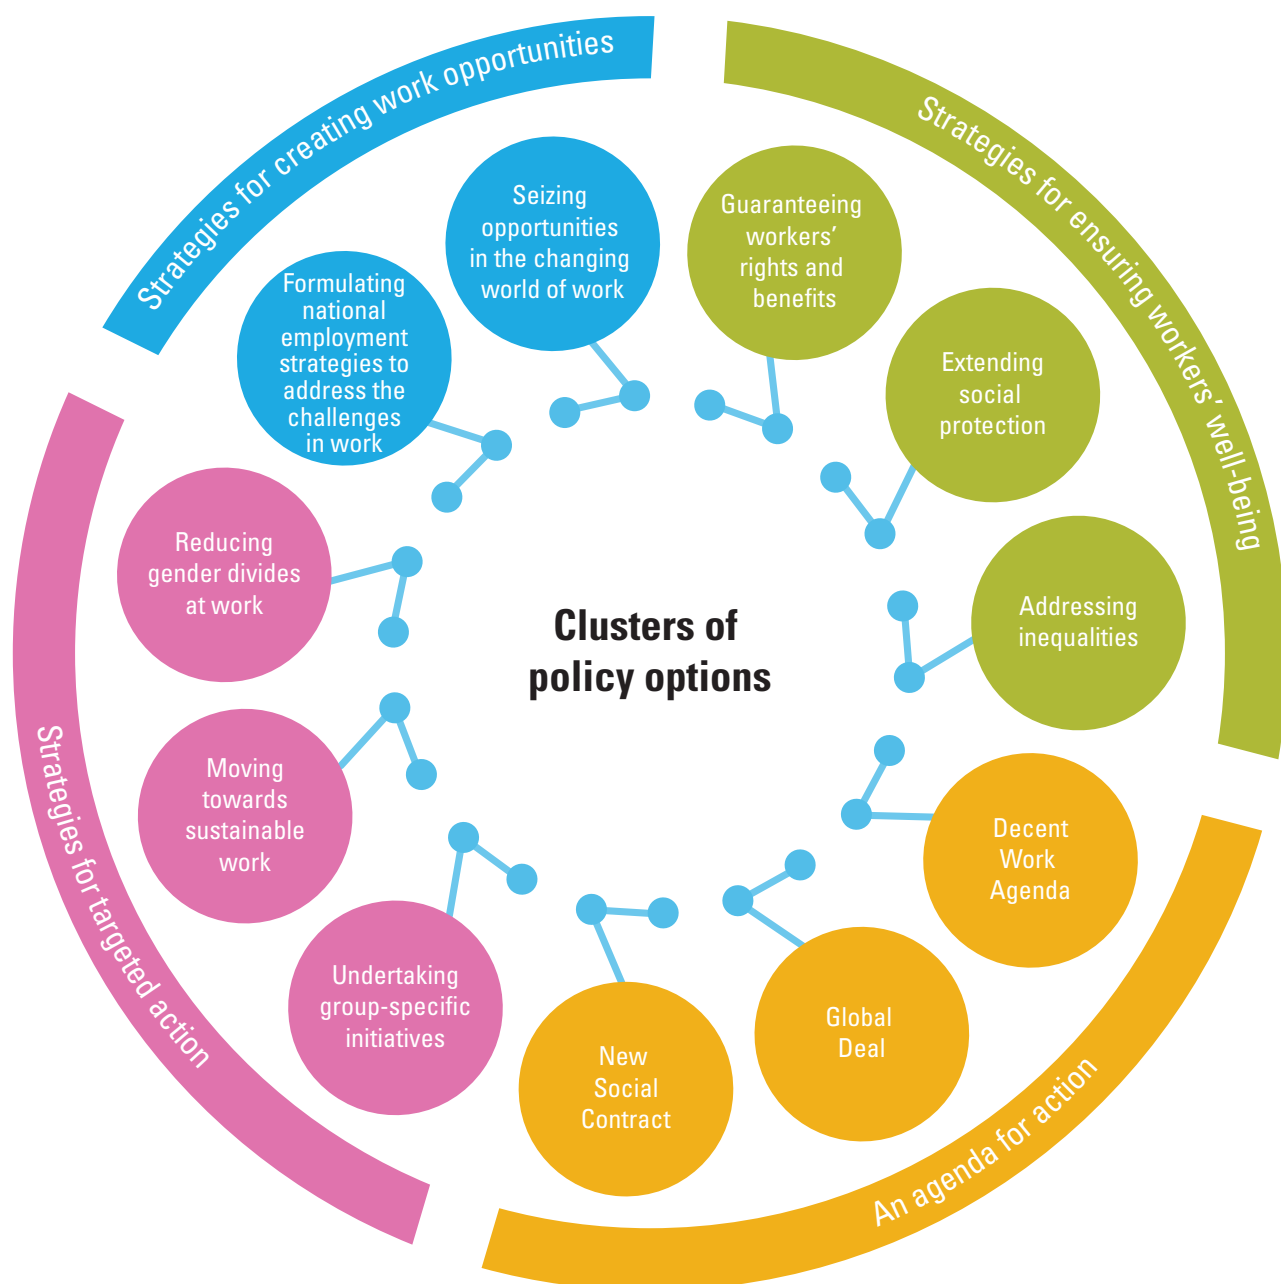 Strategies for creating work opportunities
Seizing
opportunities
in the changing
world of work
Formulating
national
employment
strategies to
address the
challenges
in work
Strategies for ensuring workers’ well-being
Guaranteeing
workers’
rights and
benefits
Extending
social
protection
Addressing
inequalities
Clusters of
policy options
Strategies for targeted action
Reducing
gender divides
at work
Moving
towards
sustainable
work
Undertaking
group-specific
initiatives
An agenda for action
Decent
Work
Agenda
Global
Deal
New
Social
Contract